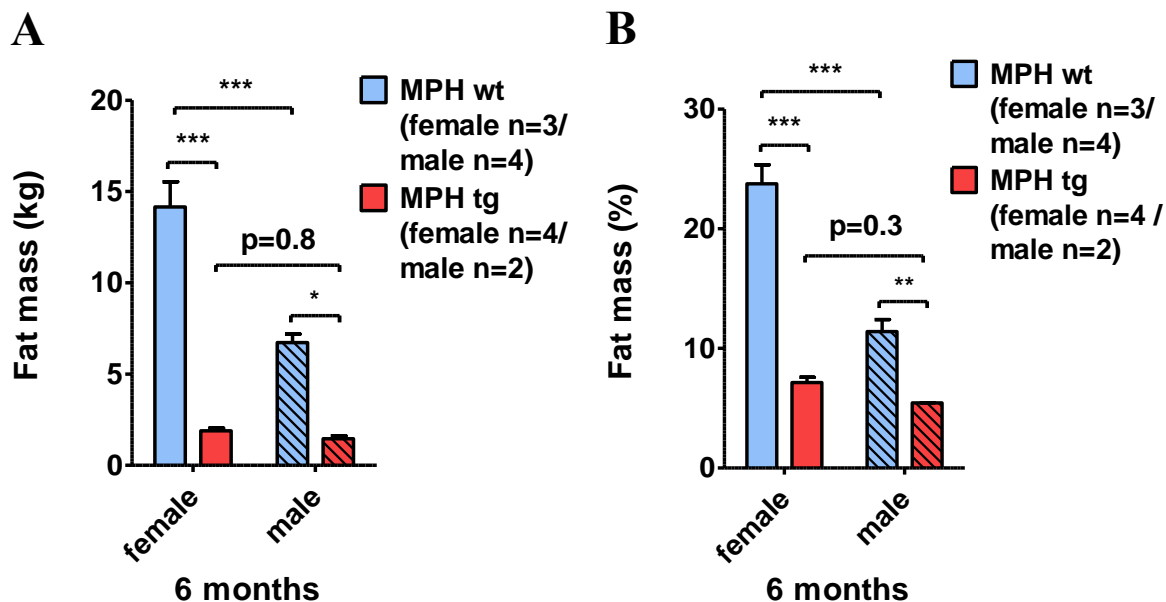 A
***
***
20
15
10
5
0
Fat mass (kg)
p=0.8
*
MPH wt
(female n=3/
male n=4)
MPH tg
(female n=4/
male n=2)
female
male
6 months
B
***
***
30
20
10
0
Fat mass (%)
p=0.3
**
MPH wt
(female n=3/
male n=4)
MPH tg
(female n=4 /
male n=2)
female
male
6 months